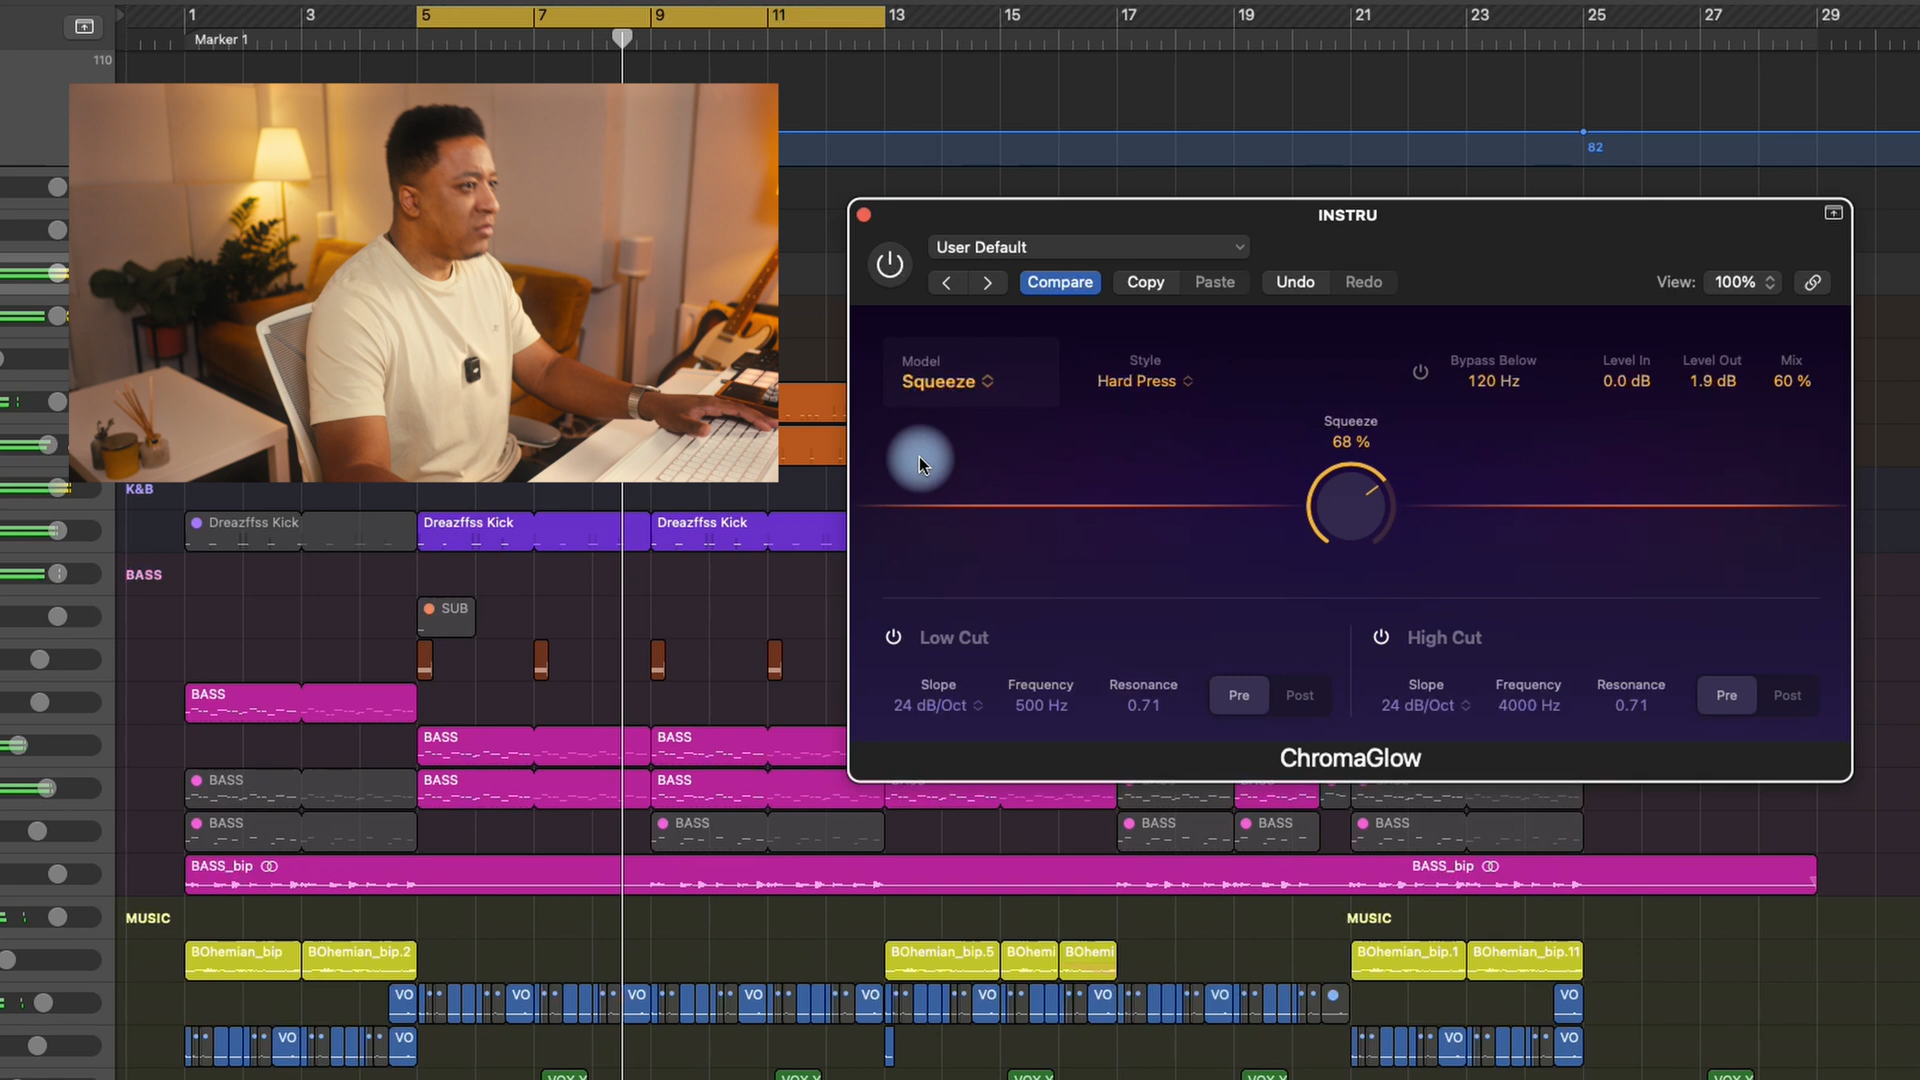 1 3 5 7 9 11 13 15 17 19 21 23 25 27 29
Marker 1
110
82
INSTRU
User Default
Compare Copy Paste Undo Redo View: 100%
Model Style Bypass Below Level In Level Out Mix
Squeeze Hard Press 120 Hz 0.0 dB 1.9 dB 60 %
Squeeze
68 %
Low Cut High Cut
Slope Frequency Resonance Pre Post Slope Frequency Resonance Pre Post
24 dB/Oct 500 Hz 0.71 24 dB/Oct 4000 Hz 0.71
ChromaGlow
K&B
Dreazffss Kick Dreazffss Kick Dreazffss Kick
BASS
SUB
BASS
BASS BASS
BASS BASS BASS
BASS BASS BASS BASS BASS
BASS_bip BASS_bip
MUSIC MUSIC
BOhemian_bip BOhemian_bip.2 BOhemian_bip.5 BOhemi BOhemi BOhemian_bip.1 BOhemian_bip.11
VO VO VO VO VO VO VO VO VO
VO VO VO VO